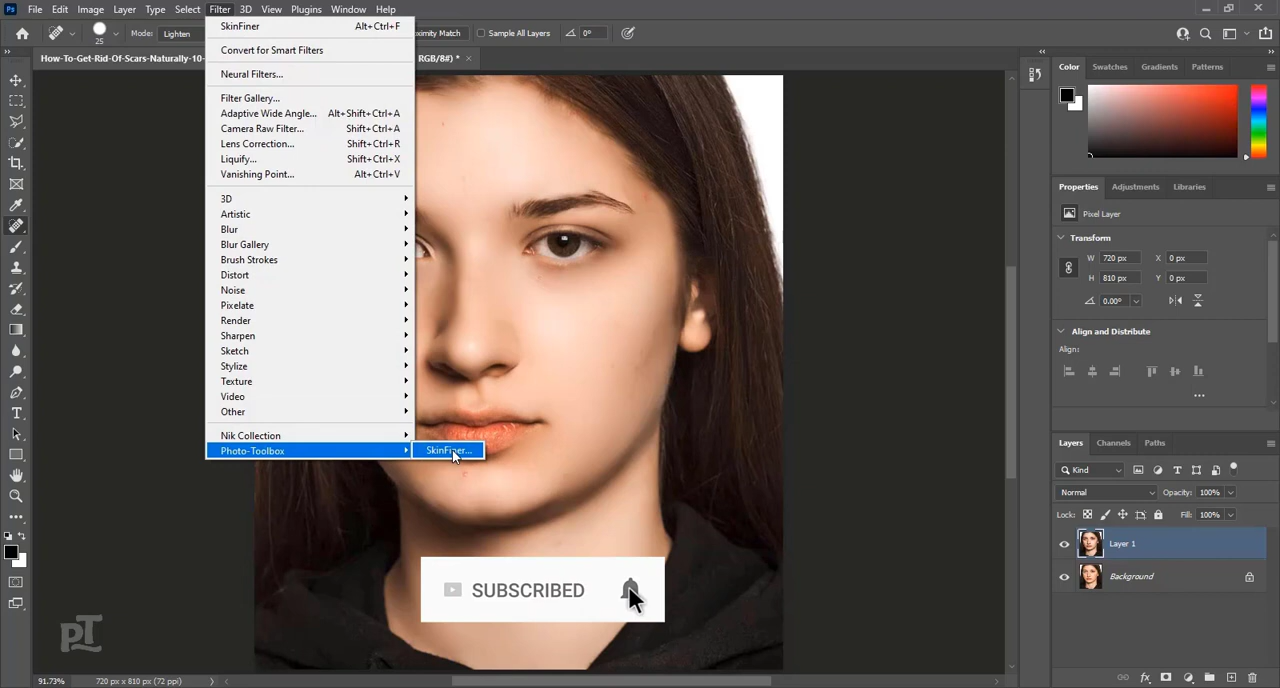 Ps File Edit Image Layer Type Select Filter 3D View Plugins Window Help
25 Mode: Lighten ximity Match Sample All Layers 0°
How-To-Get-Rid-Of-Scars-Naturally-10- RGB/8#) * ×
SkinFiner Alt+Ctrl+F
Convert for Smart Filters
Neural Filters...
Filter Gallery...
Adaptive Wide Angle... Alt+Shift+Ctrl+A
Camera Raw Filter... Shift+Ctrl+A
Lens Correction... Shift+Ctrl+R
Liquify... Shift+Ctrl+X
Vanishing Point... Alt+Ctrl+V
3D
Artistic
Blur
Blur Gallery
Brush Strokes
Distort
Noise
Pixelate
Render
Sharpen
Sketch
Stylize
Texture
Video
Other
Nik Collection
Photo-Toolbox
SkinFiner...
SUBSCRIBED
pT
91.73% 720 px x 810 px (72 ppi)
Color Swatches Gradients Patterns
Properties Adjustments Libraries
Pixel Layer
Transform
W 720 px X 0 px
H 810 px Y 0 px
0.00°
Align and Distribute
Align:
...
Layers Channels Paths
Kind
Normal Opacity: 100%
Lock: Fill: 100%
Layer 1
Background
fx